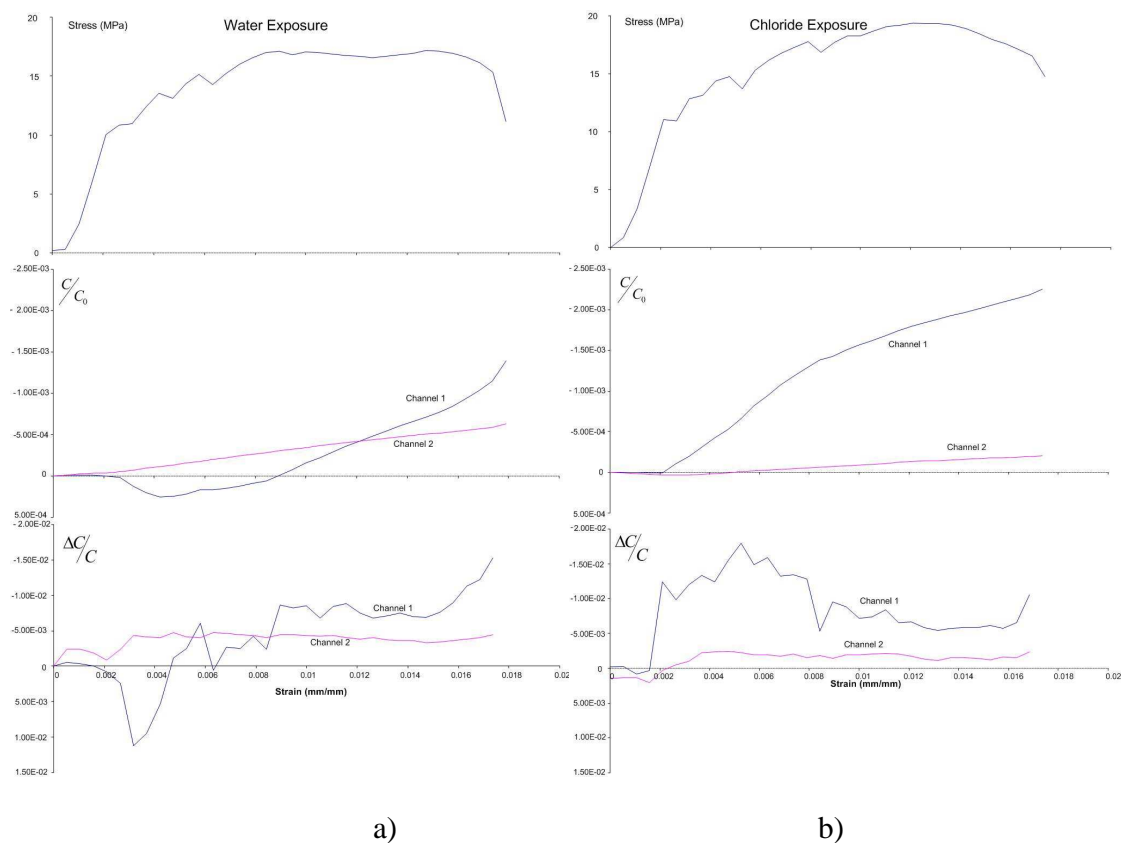 Stress (MPa)
Water Exposure
20
15
10
5
0
- 2.50E-03
C/C0
- 2.00E-03
- 1.50E-03
- 1.00E-03
Channel 1
-5.00E-04
Channel 2
0
5.00E-04
- 2.00E-02
ΔC/C
- 1.50E-02
- 1.00E-02
Channel 1
-5.00E-03
Channel 2
0
0 0.002 0.004 0.006 0.008 0.01 0.012 0.014 0.016 0.018 0.02
Strain (mm/mm)
5.00E-03
1.00E-02
1.50E-02
a)
Stress (MPa)
Chloride Exposure
20
15
10
5
0
- 2.50E-03
C/C0
- 2.00E-03
Channel 1
- 1.50E-03
- 1.00E-03
-5.00E-04
Channel 2
0
5.00E-04
- 2.00E-02
ΔC/C
- 1.50E-02
- 1.00E-02
Channel 1
-5.00E-03
Channel 2
0
0 0.002 0.004 0.006 0.008 0.01 0.012 0.014 0.016 0.018 0.02
Strain (mm/mm)
5.00E-03
1.00E-02
1.50E-02
b)